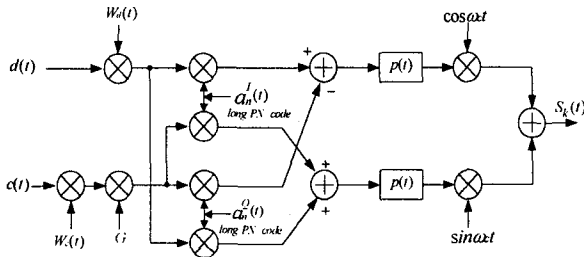 W_d(t)
cosωt
d(t)
+
p(t)
−
a_n^I(t)
long PN code
S_k(t)
+
c(t)
+
p(t)
a_n^Q(t)
+
W_c(t)
G
long PN code
sinωt